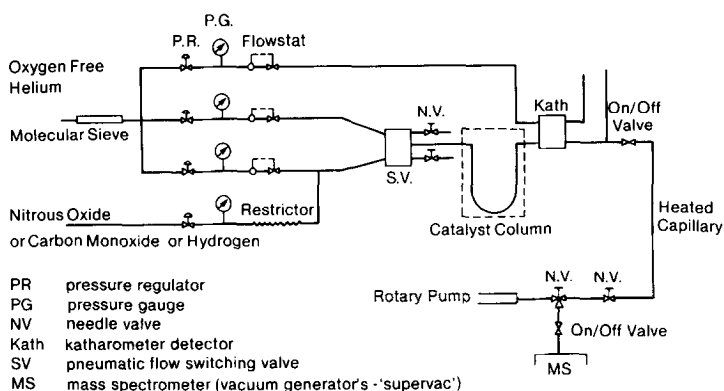 P.G.
P.R.
Flowstat
Oxygen Free
Helium
Kath
On/Off
Valve
N.V.
Molecular Sieve
S.V.
Nitrous Oxide
or Carbon Monoxide or Hydrogen
Restrictor
Catalyst Column
Heated
Capillary
PR pressure regulator
PG pressure gauge
NV needle valve
Kath katharometer detector
SV pneumatic flow switching valve
MS mass spectrometer (vacuum generator's - 'supervac')
Rotary Pump
N.V.
N.V.
On/Off Valve
MS